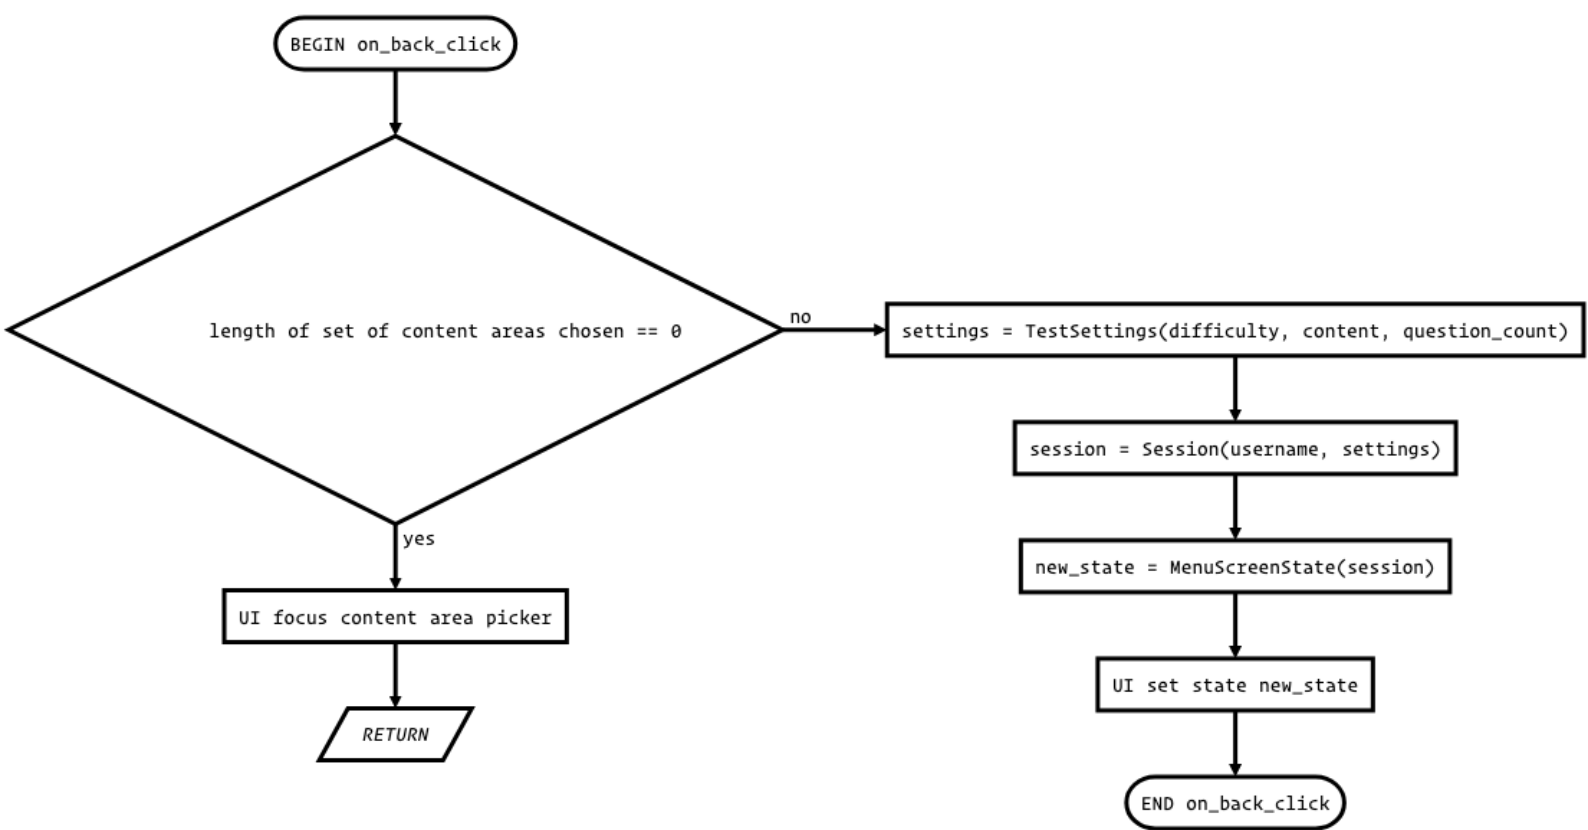 BEGIN on_back_click
length of set of content areas chosen == 0
no
settings = TestSettings(difficulty, content, question_count)
session = Session(username, settings)
yes
new_state = MenuScreenState(session)
UI focus content area picker
UI set state new_state
RETURN
END on_back_click